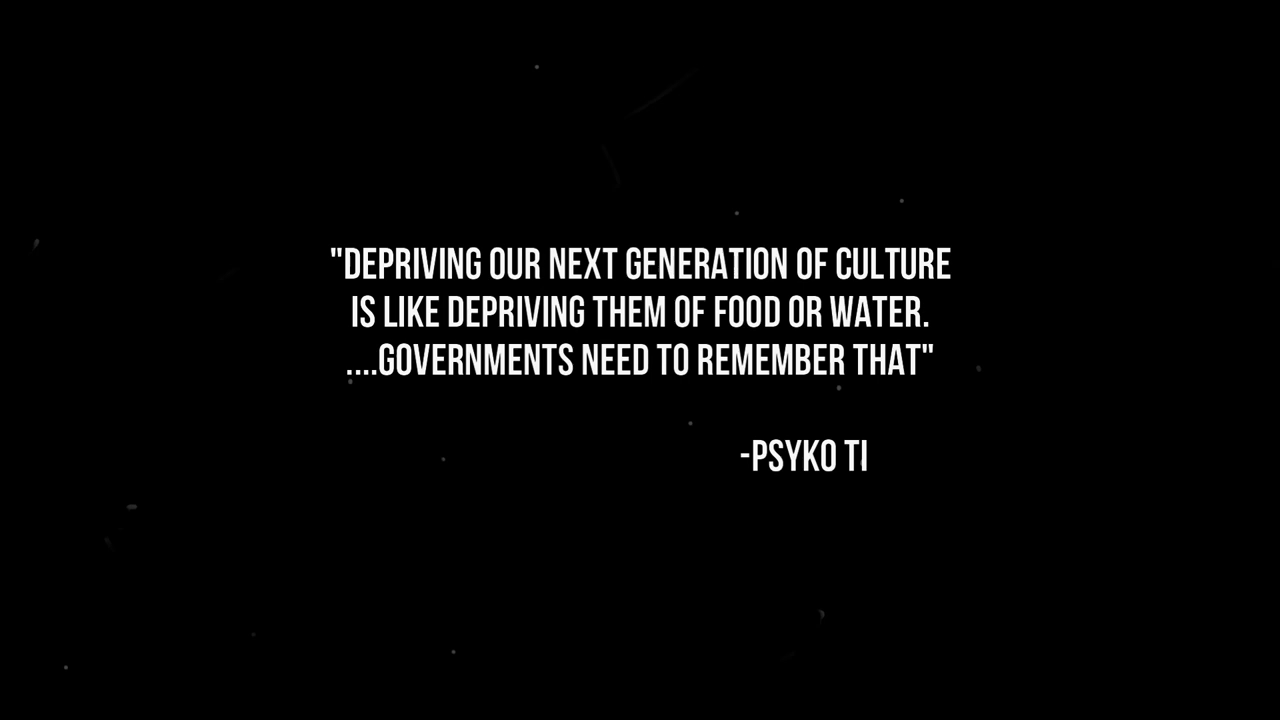 "DEPRIVING OUR NEXT GENERATION OF CULTURE
IS LIKE DEPRIVING THEM OF FOOD OR WATER.
....GOVERNMENTS NEED TO REMEMBER THAT"
-PSYKO TI